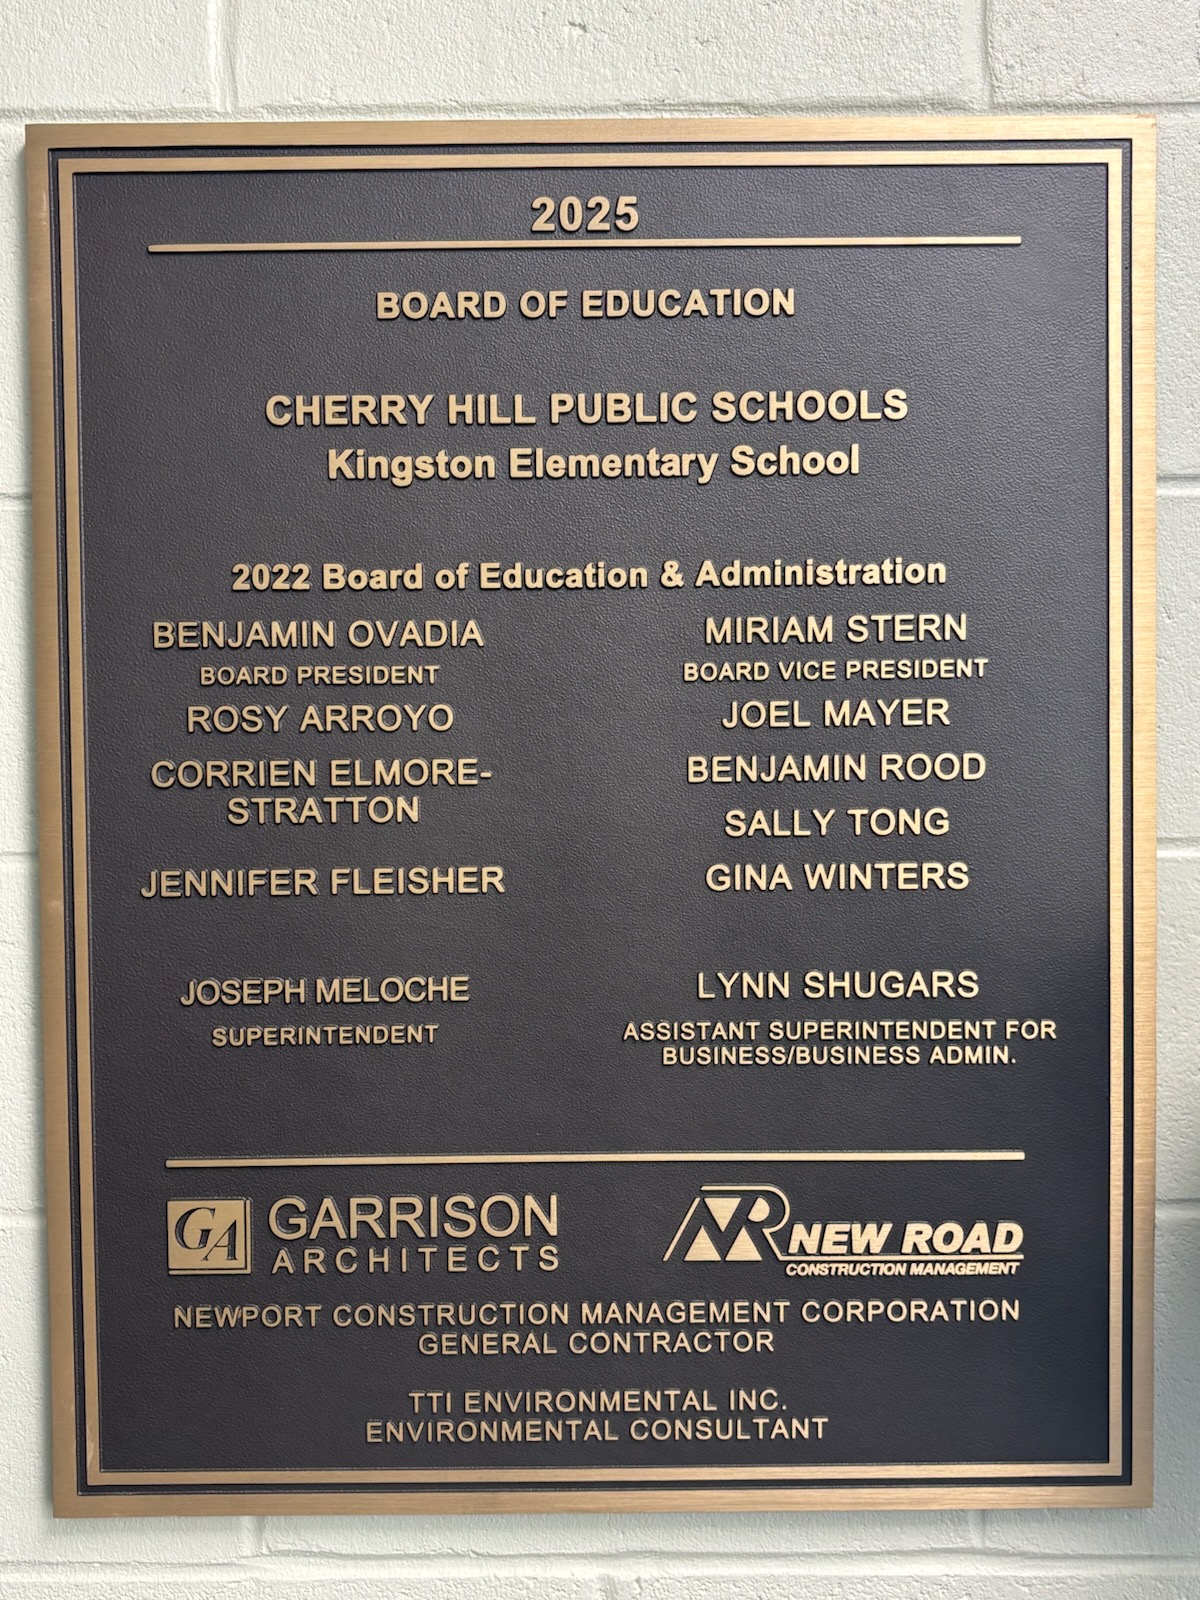 2025
BOARD OF EDUCATION
CHERRY HILL PUBLIC SCHOOLS
Kingston Elementary School
2022 Board of Education & Administration
BENJAMIN OVADIA
BOARD PRESIDENT
ROSY ARROYO
CORRIEN ELMORE-
STRATTON
JENNIFER FLEISHER
MIRIAM STERN
BOARD VICE PRESIDENT
JOEL MAYER
BENJAMIN ROOD
SALLY TONG
GINA WINTERS
JOSEPH MELOCHE
SUPERINTENDENT
LYNN SHUGARS
ASSISTANT SUPERINTENDENT FOR
BUSINESS/BUSINESS ADMIN.
GA
GARRISON
ARCHITECTS
NR
NEW ROAD
CONSTRUCTION MANAGEMENT
NEWPORT CONSTRUCTION MANAGEMENT CORPORATION
GENERAL CONTRACTOR
TTI ENVIRONMENTAL INC.
ENVIRONMENTAL CONSULTANT